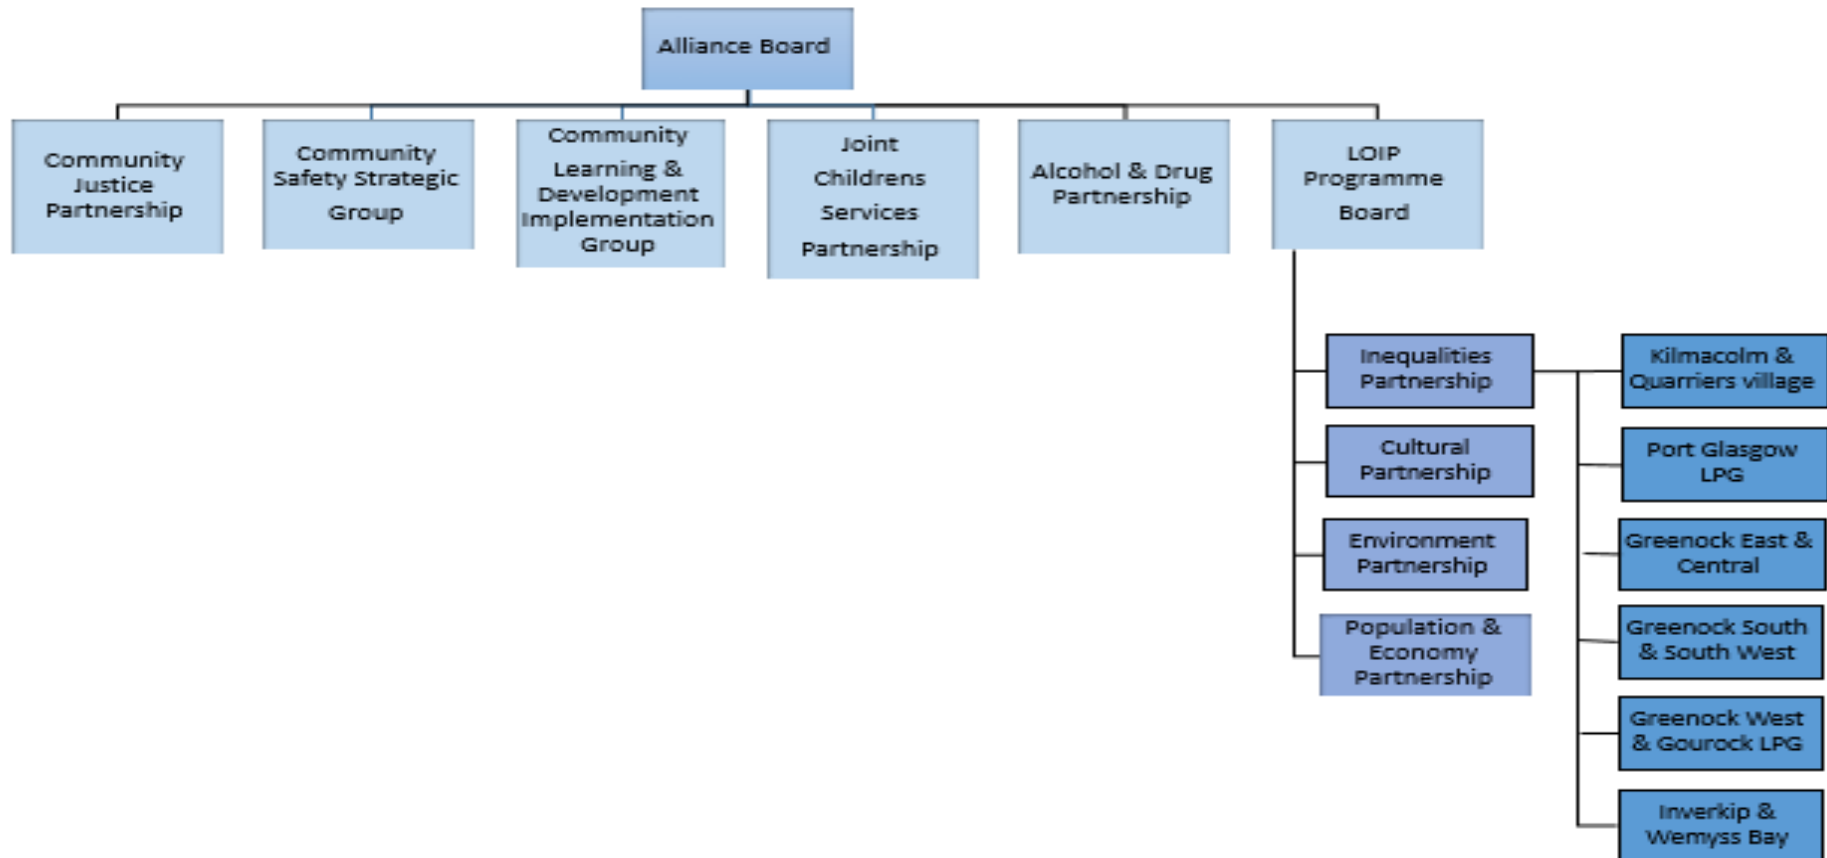 Alliance Board
Community
Justice
Partnership
Community
Safety Strategic
Group
Community
Learning &
Development
Implementation
Group
Joint
Childrens
Services
Partnership
Alcohol & Drug
Partnership
LOIP
Programme
Board
Inequalities
Partnership
Cultural
Partnership
Environment
Partnership
Population &
Economy
Partnership
Kilmacolm &
Quarriers village
Port Glasgow
LPG
Greenock East &
Central
Greenock South
& South West
Greenock West
& Gourock LPG
Inverkip &
Wemyss Bay